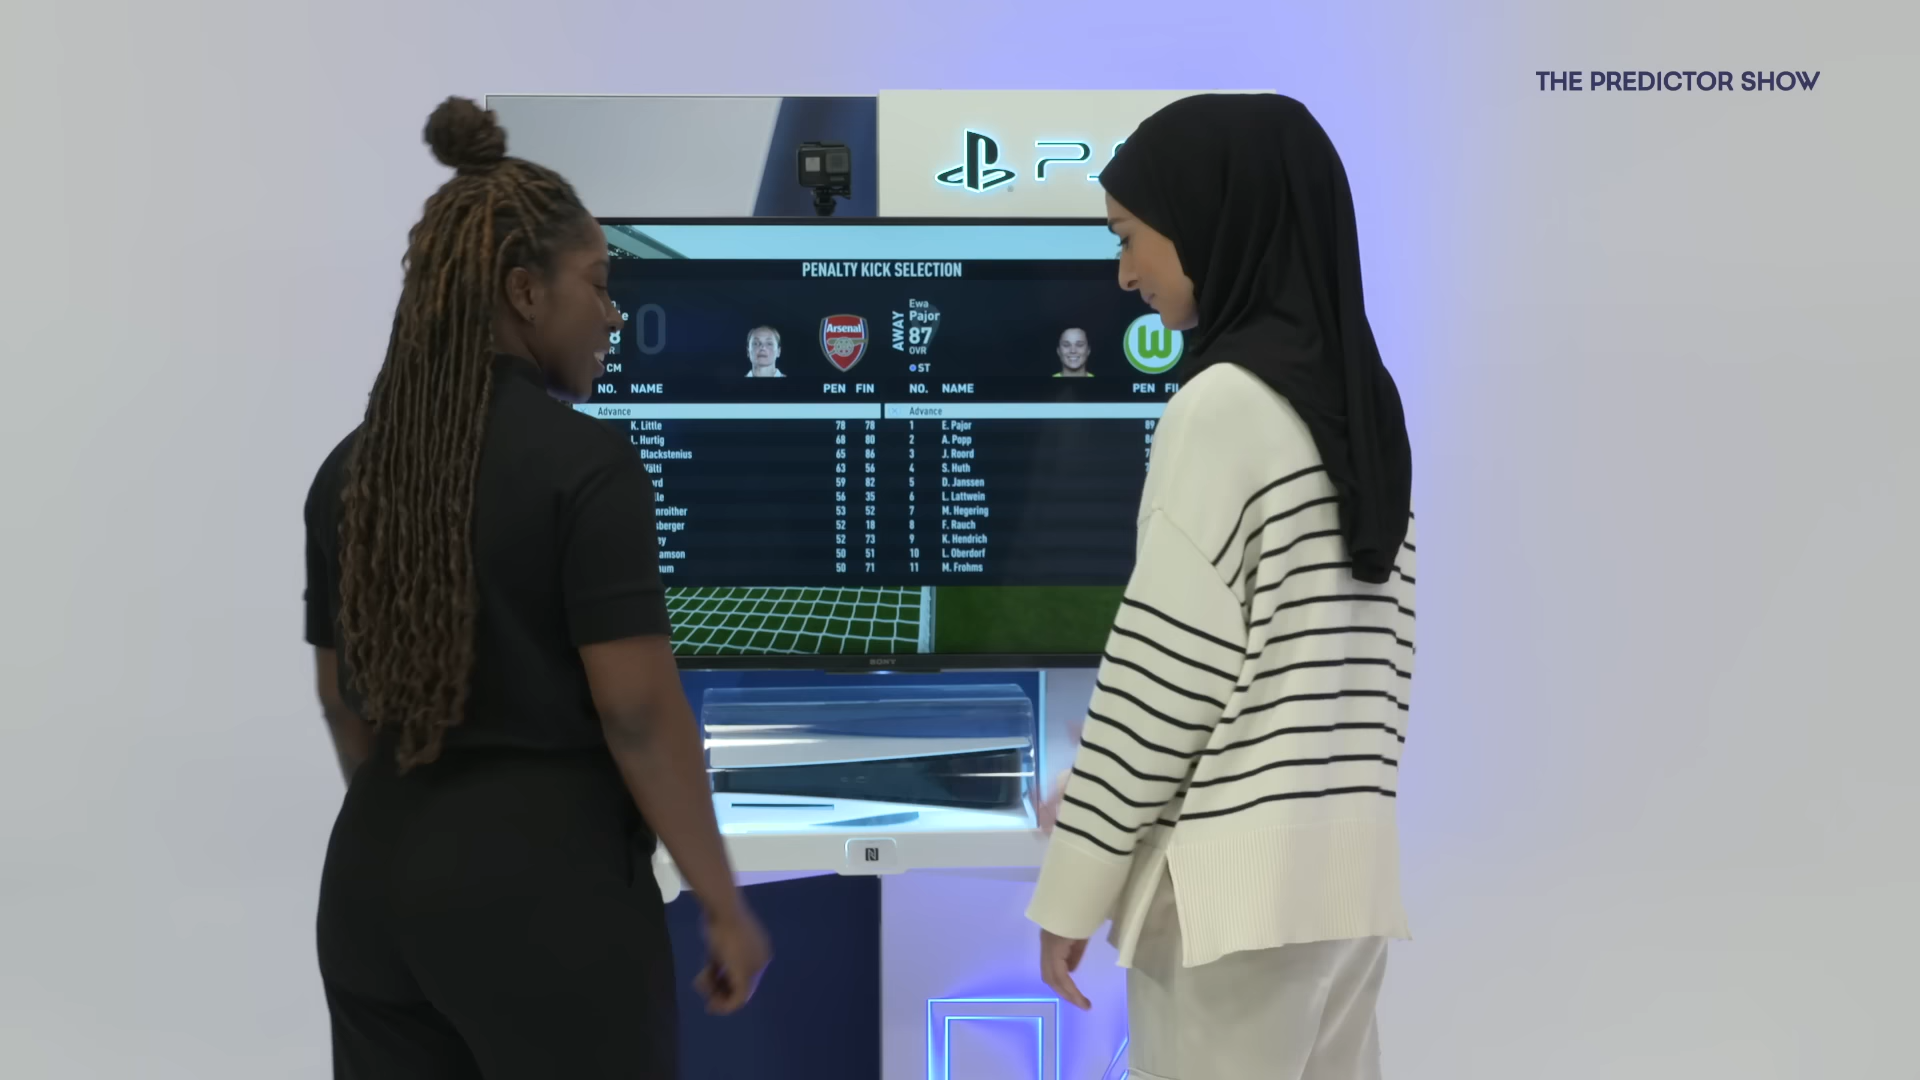 THE PREDICTOR SHOW
PENALTY KICK SELECTION
Arsenal
CM
NO. NAME PEN FIN
Advance
K. Little 78 78
L. Hurtig 68 80
Blackstenius 65 86
63 56
59 82
56 35
53 52
52 18
52 73
50 51
50 71
AWAY
Ewa
Pajor
87
OVR
ST
W
NO. NAME PEN
Advance
1 E. Pajor 89
2 A. Popp
3 J. Roord
4 S. Huth
5 D. Janssen
6 L. Lattwein
7 M. Hegering
8 F. Rauch
9 K. Hendrich
10 L. Oberdorf
11 M. Frohms
SONY